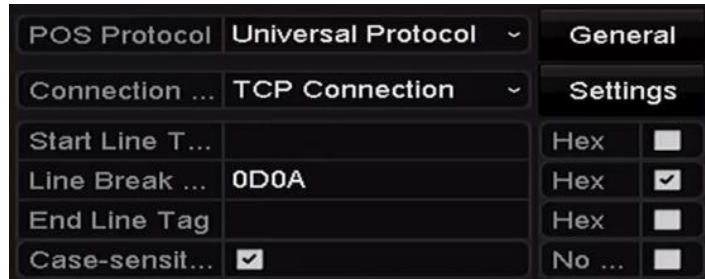 POS Protocol Universal Protocol General
Connection ... TCP Connection Settings
Start Line T... Hex
Line Break ... 0D0A Hex
End Line Tag Hex
Case-sensit... No ...